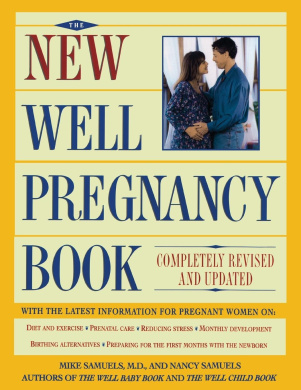 THE
NEW
WELL
PREGNANCY
BOOK
COMPLETELY REVISED
AND UPDATED
WITH THE LATEST INFORMATION FOR PREGNANT WOMEN ON:
DIET AND EXERCISE • PRENATAL CARE • REDUCING STRESS • MONTHLY DEVELOPMENT
BIRTHING ALTERNATIVES • PREPARING FOR THE FIRST MONTHS WITH THE NEWBORN
MIKE SAMUELS, M.D., AND NANCY SAMUELS
AUTHORS OF THE WELL BABY BOOK AND THE WELL CHILD BOOK